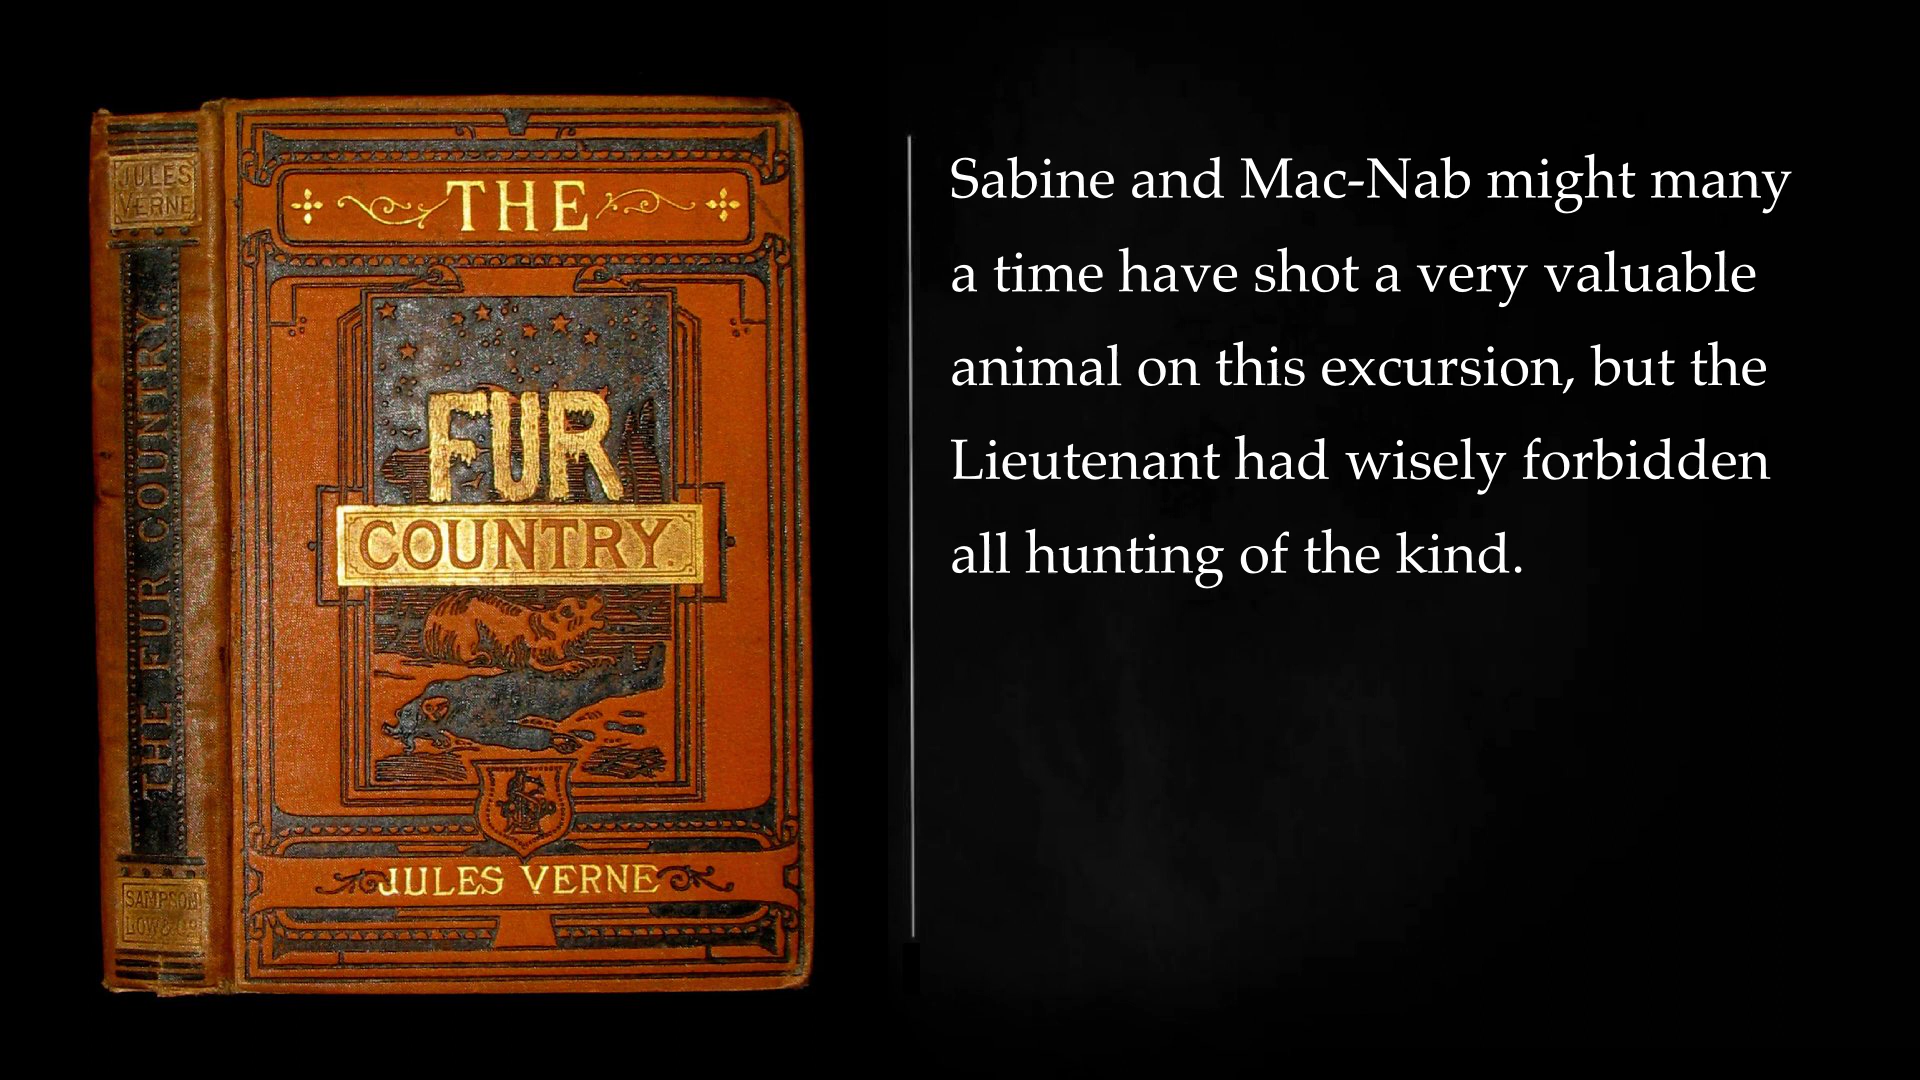 JULES
VERNE
THE FUR COUNTRY.
SAMPSON
LOW & Co
THE
FUR
COUNTRY.
JULES VERNE
Sabine and Mac-Nab might many
a time have shot a very valuable
animal on this excursion, but the
Lieutenant had wisely forbidden
all hunting of the kind.